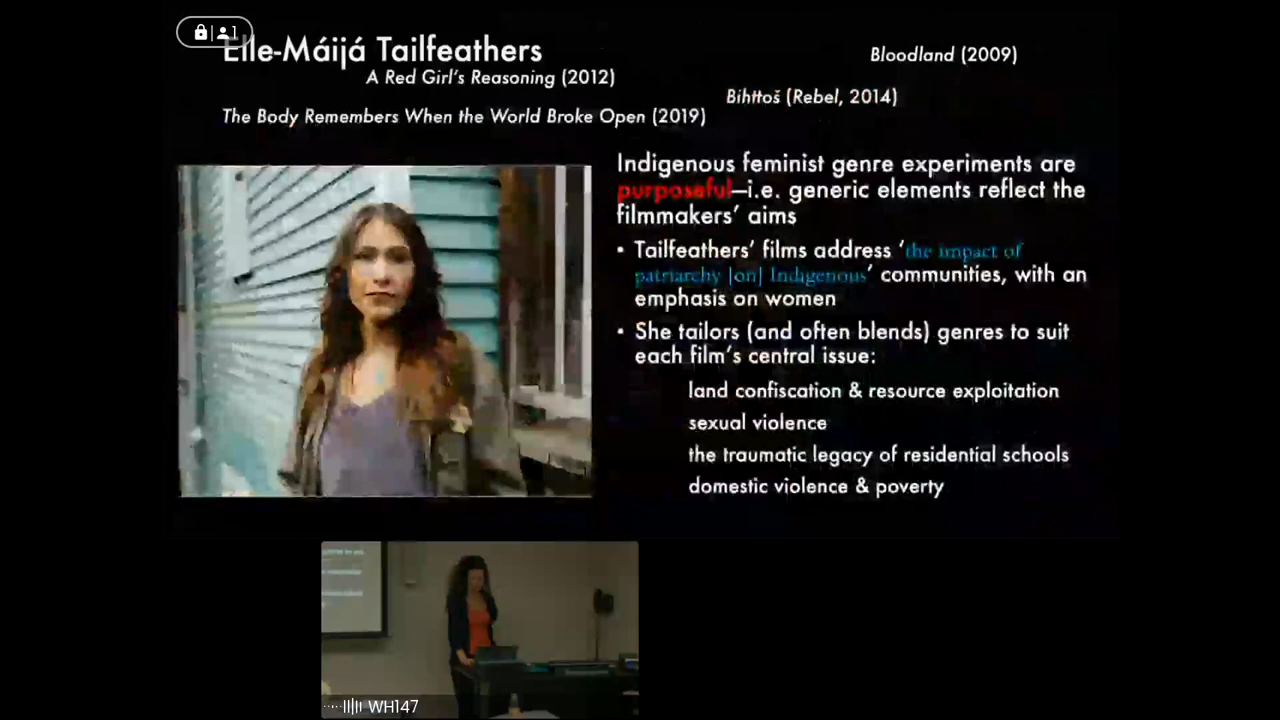 1
Elle-Máijá Tailfeathers
Bloodland (2009)
A Red Girl's Reasoning (2012)
Bihttoš (Rebel, 2014)
The Body Remembers When the World Broke Open (2019)
Indigenous feminist genre experiments are
purposeful—i.e. generic elements reflect the
filmmakers' aims
• Tailfeathers' films address 'the impact of
patriarchy [on] Indigenous' communities, with an
emphasis on women
• She tailors (and often blends) genres to suit
each film's central issue:
land confiscation & resource exploitation
sexual violence
the traumatic legacy of residential schools
domestic violence & poverty
WH147